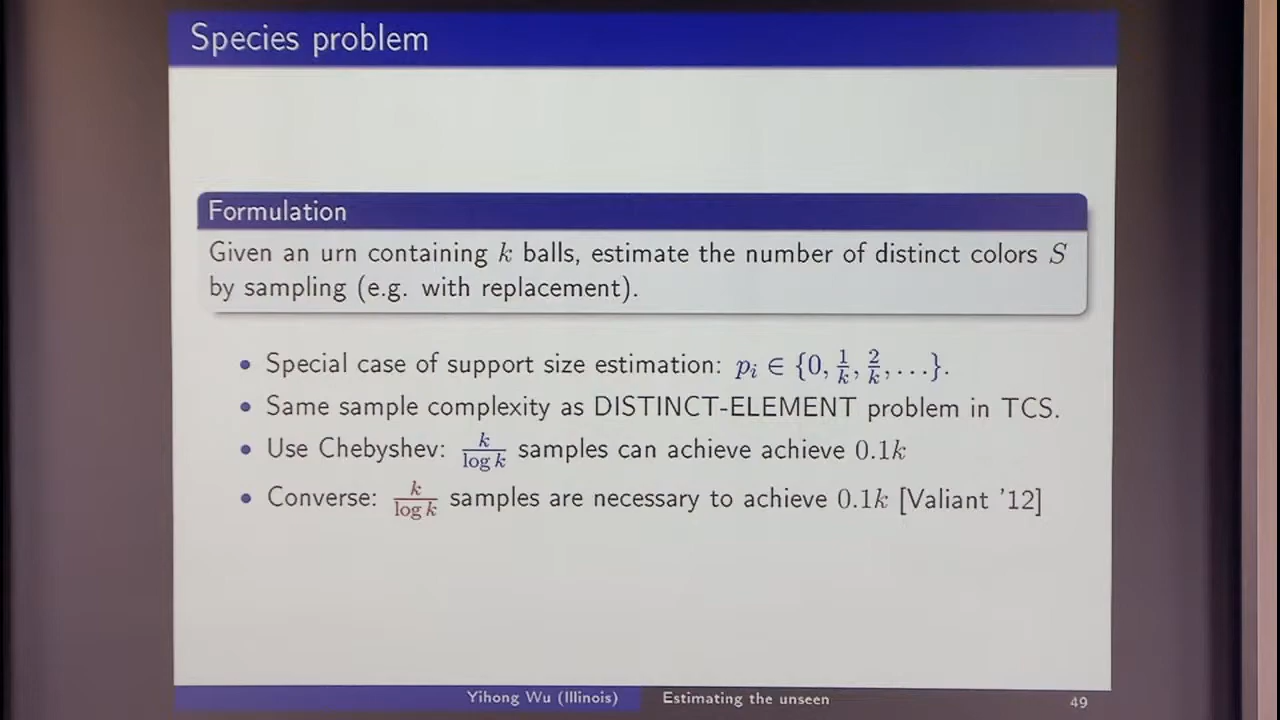 Species problem
Formulation
Given an urn containing k balls, estimate the number of distinct colors S
by sampling (e.g. with replacement).
• Special case of support size estimation: p_i ∈ {0, 1/k, 2/k, . . .}.
• Same sample complexity as DISTINCT-ELEMENT problem in TCS.
• Use Chebyshev: k/log k samples can achieve achieve 0.1k
• Converse: k/log k samples are necessary to achieve 0.1k [Valiant '12]
Yihong Wu (Illinois) Estimating the unseen 49